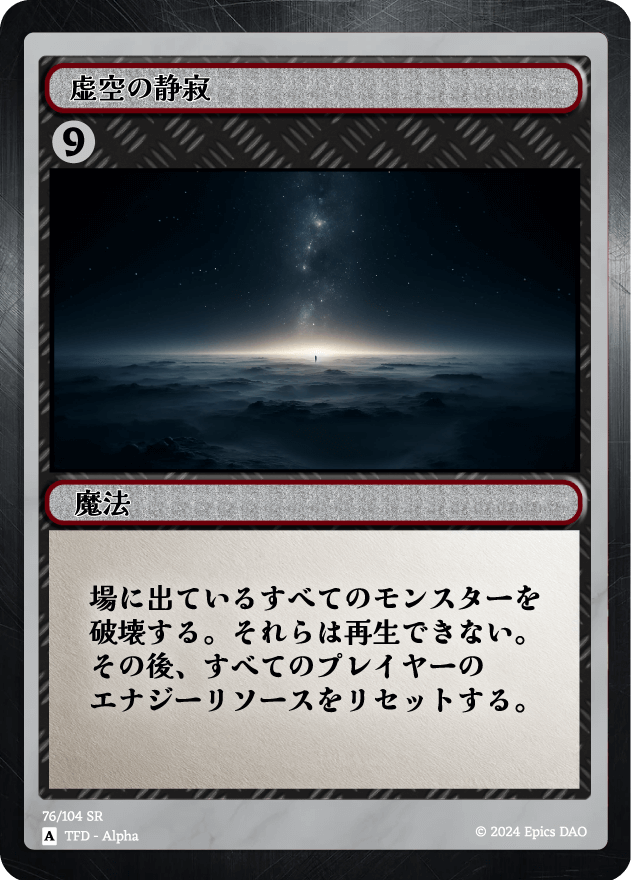 虚空の静寂
9
魔法
場に出ているすべてのモンスターを
破壊する。それらは再生できない。
その後、すべてのプレイヤーの
エナジーリソースをリセットする。
76/104 SR
A TFD - Alpha
© 2024 Epics DAO